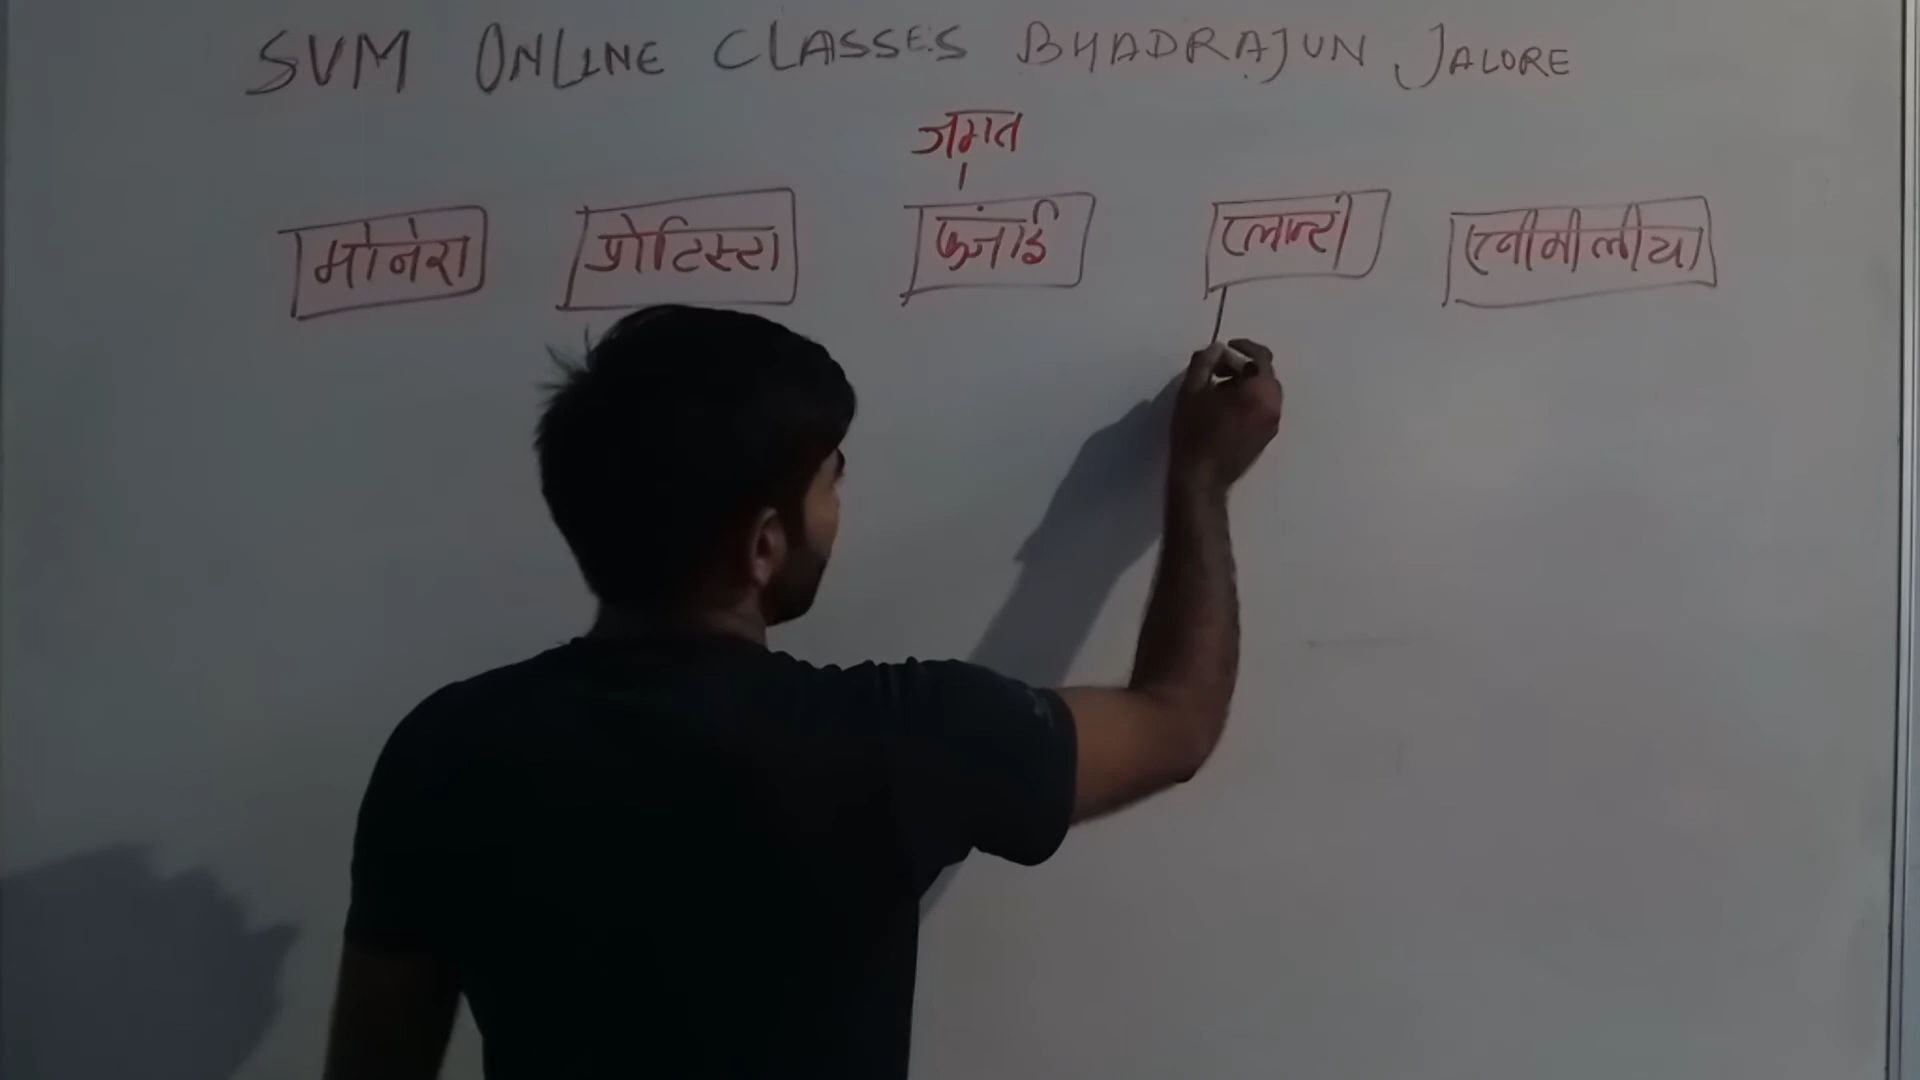 SVM ONLINE CLASSES BHADRAJUN JALORE
जगत
मोनेरा प्रोटिस्टा फंजाई प्लान्टी एनीमीलीया